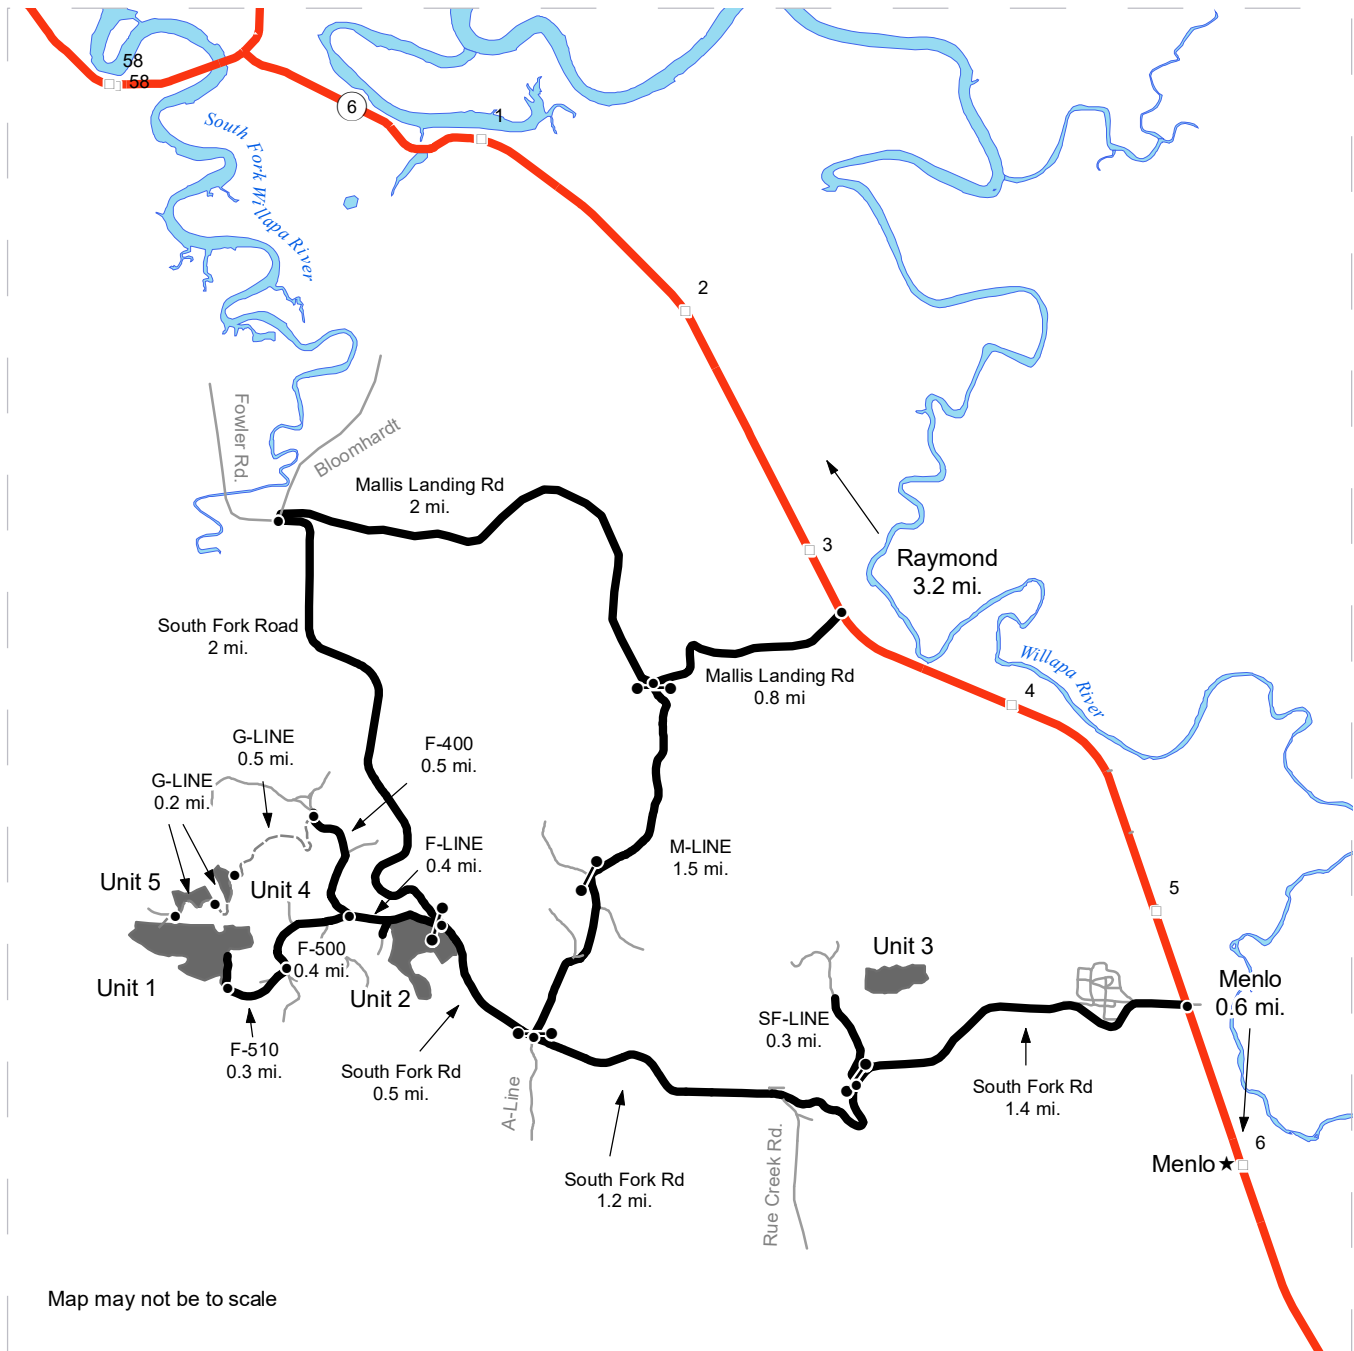 58
58
6
1
South Fork Willapa River
2
Fowler Rd.
Bloomhardt
Mallis Landing Rd
2 mi.
3
Raymond
3.2 mi.
South Fork Road
2 mi.
Willapa River
Mallis Landing Rd
0.8 mi
4
G-LINE
0.5 mi.
F-400
0.5 mi.
G-LINE
0.2 mi.
F-LINE
0.4 mi.
M-LINE
1.5 mi.
Unit 5
Unit 4
5
F-500
0.4 mi.
Unit 3
Unit 1
Unit 2
Menlo
0.6 mi.
SF-LINE
0.3 mi.
F-510
0.3 mi.
South Fork Rd
0.5 mi.
A-Line
South Fork Rd
1.4 mi.
6
Menlo
South Fork Rd
1.2 mi.
Rue Creek Rd.
Map may not be to scale